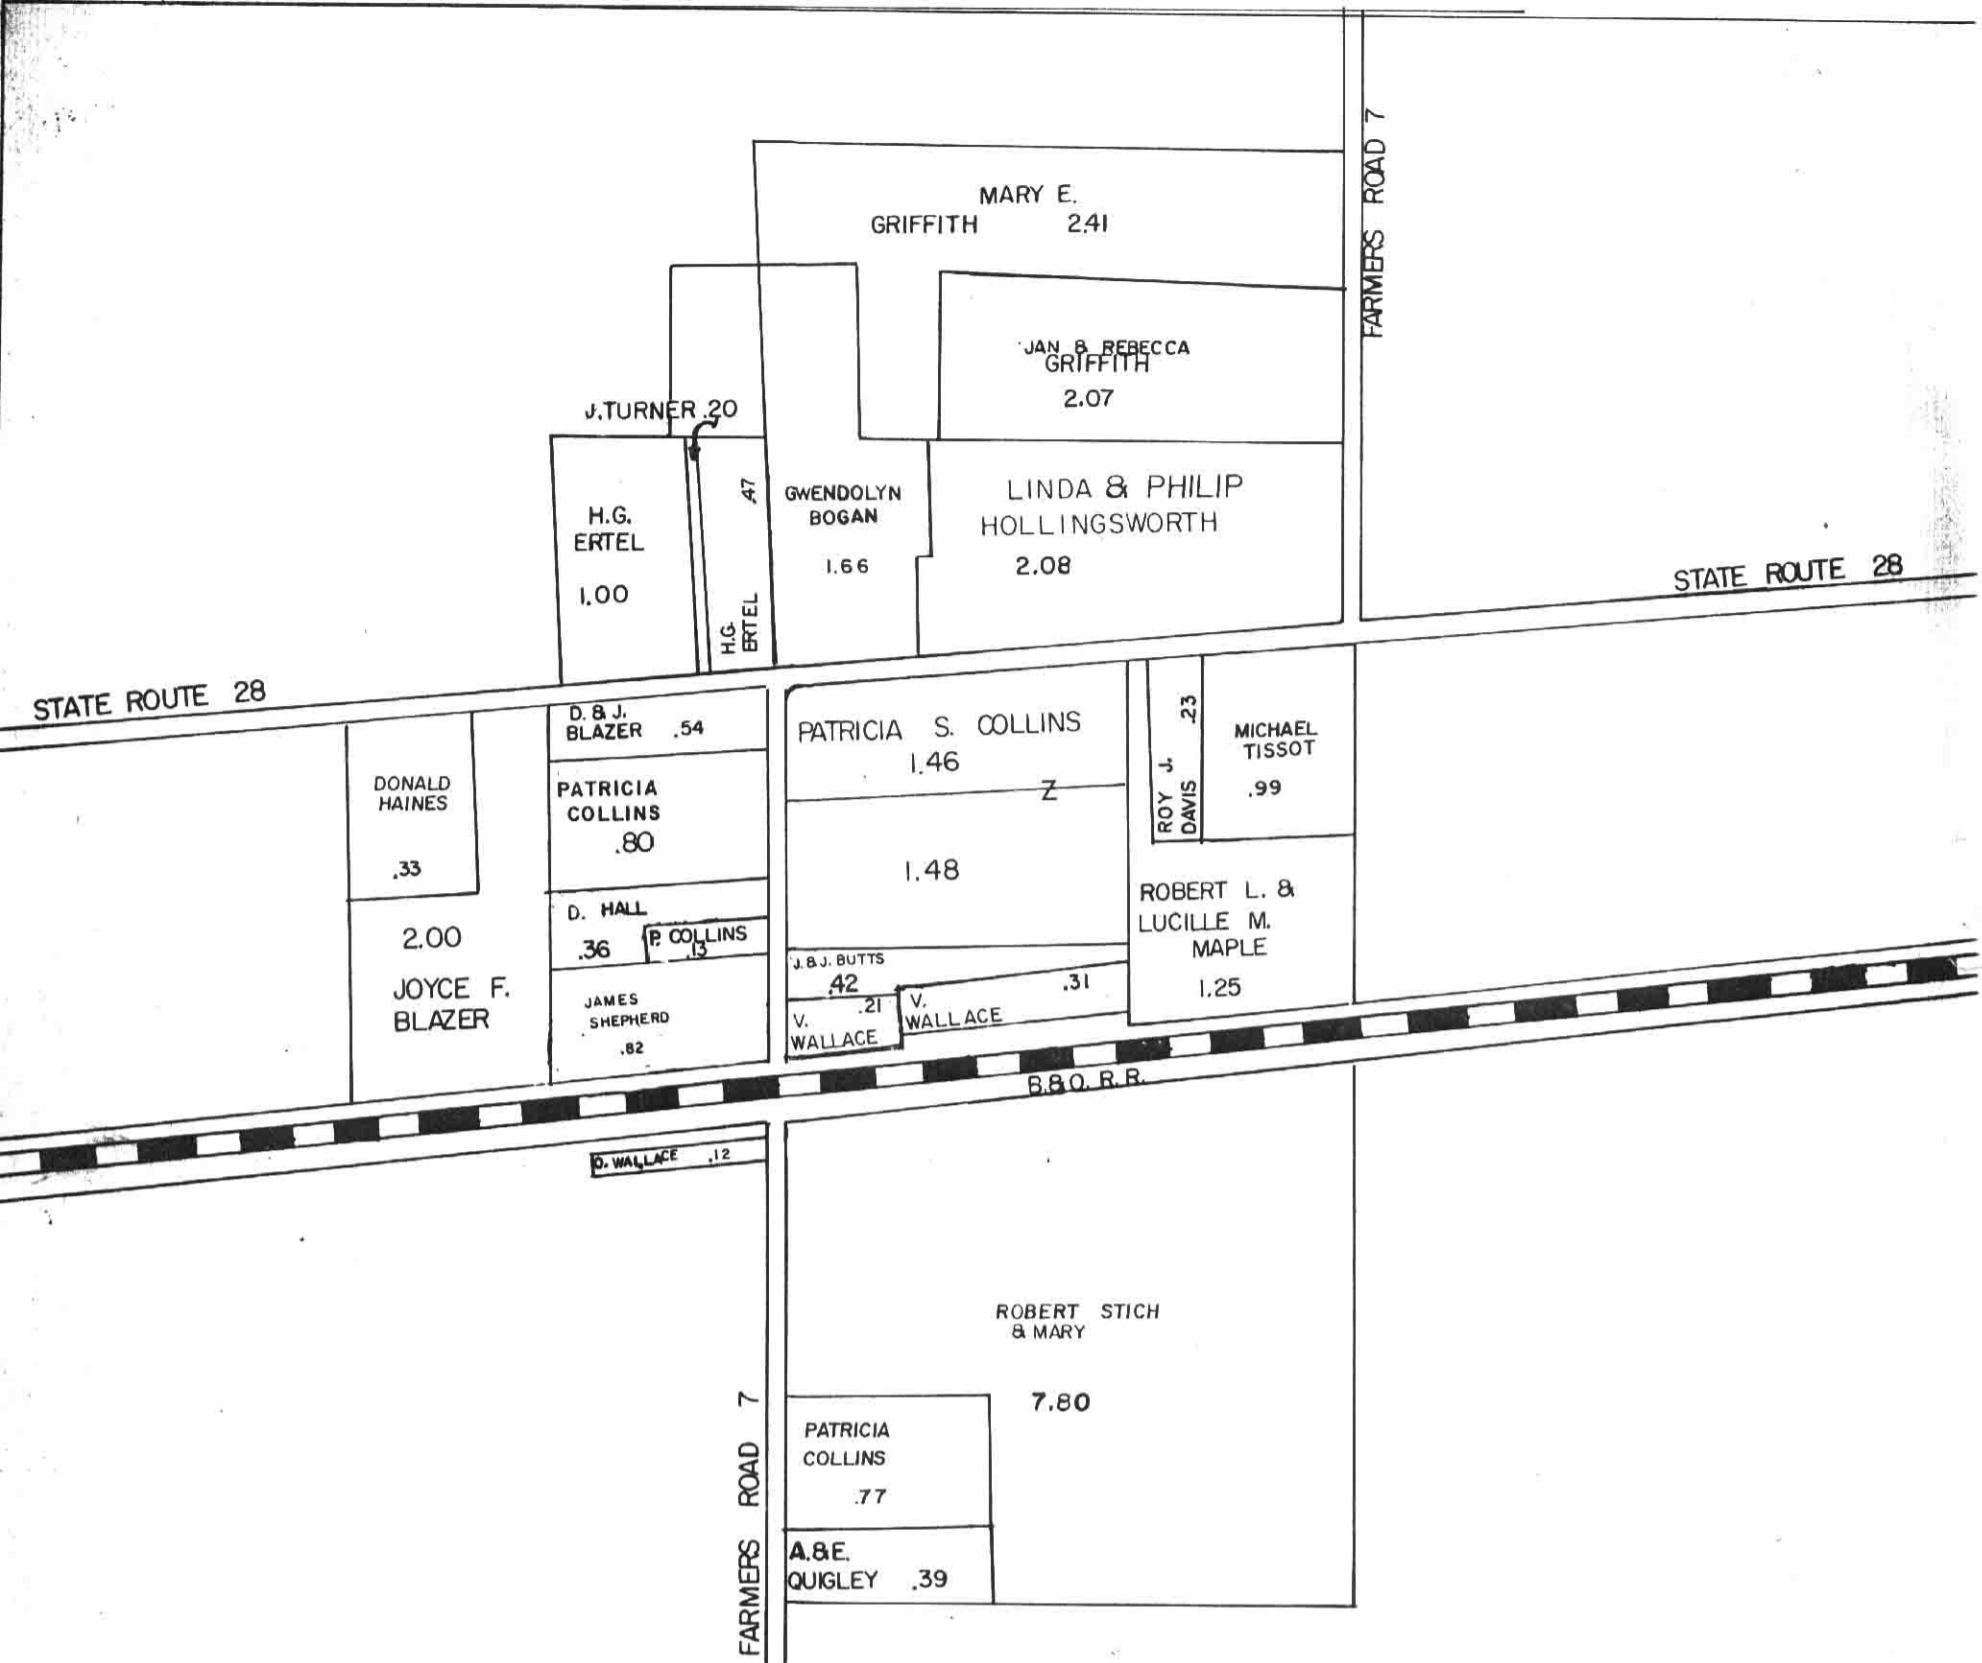 FARMERS ROAD 7
MARY E.
GRIFFITH 2.41
JAN & REBECCA
GRIFFITH
2.07
J. TURNER .20
H.G.
ERTEL
1.00
H.G.
ERTEL
.47
GWENDOLYN
BOGAN
1.66
LINDA & PHILIP
HOLLINGSWORTH
2.08
STATE ROUTE 28
STATE ROUTE 28
DONALD
HAINES
.33
2.00
JOYCE F.
BLAZER
D. & J.
BLAZER .54
PATRICIA
COLLINS
.80
D. HALL
.36
P. COLLINS
.13
JAMES
SHEPHERD
.82
PATRICIA S. COLLINS
1.46
Z
1.48
J. & J. BUTTS
.42
V. .21
WALLACE
V. .31
WALLACE
ROY J.
DAVIS .23
MICHAEL
TISSOT
.99
ROBERT L. &
LUCILLE M.
MAPLE
1.25
B. & O. R. R.
O. WALLACE .12
ROBERT STICH
& MARY
7.80
PATRICIA
COLLINS
.77
A. & E.
QUIGLEY .39
FARMERS ROAD 7